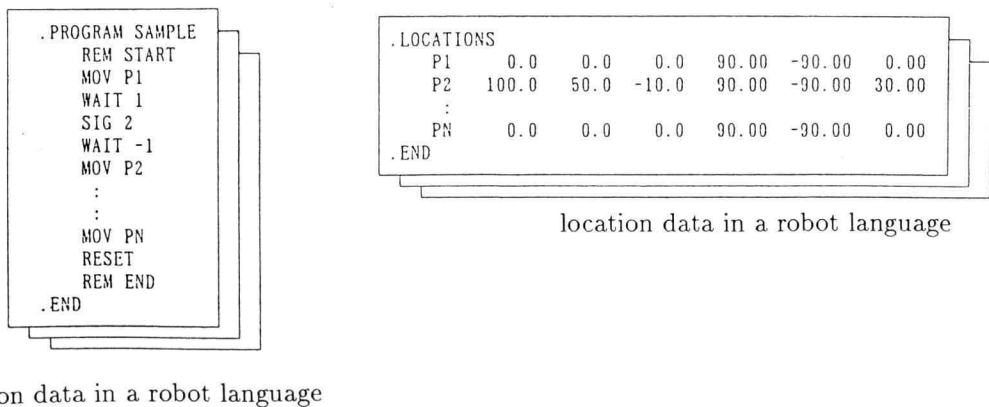 .PROGRAM SAMPLE
REM START
MOV P1
WAIT 1
SIG 2
WAIT -1
MOV P2
:
:
MOV PN
RESET
REM END
.END
.LOCATIONS
P1 0.0 0.0 0.0 90.00 -90.00 0.00
P2 100.0 50.0 -10.0 90.00 -90.00 30.00
:
PN 0.0 0.0 0.0 90.00 -90.00 0.00
.END
location data in a robot language
on data in a robot language